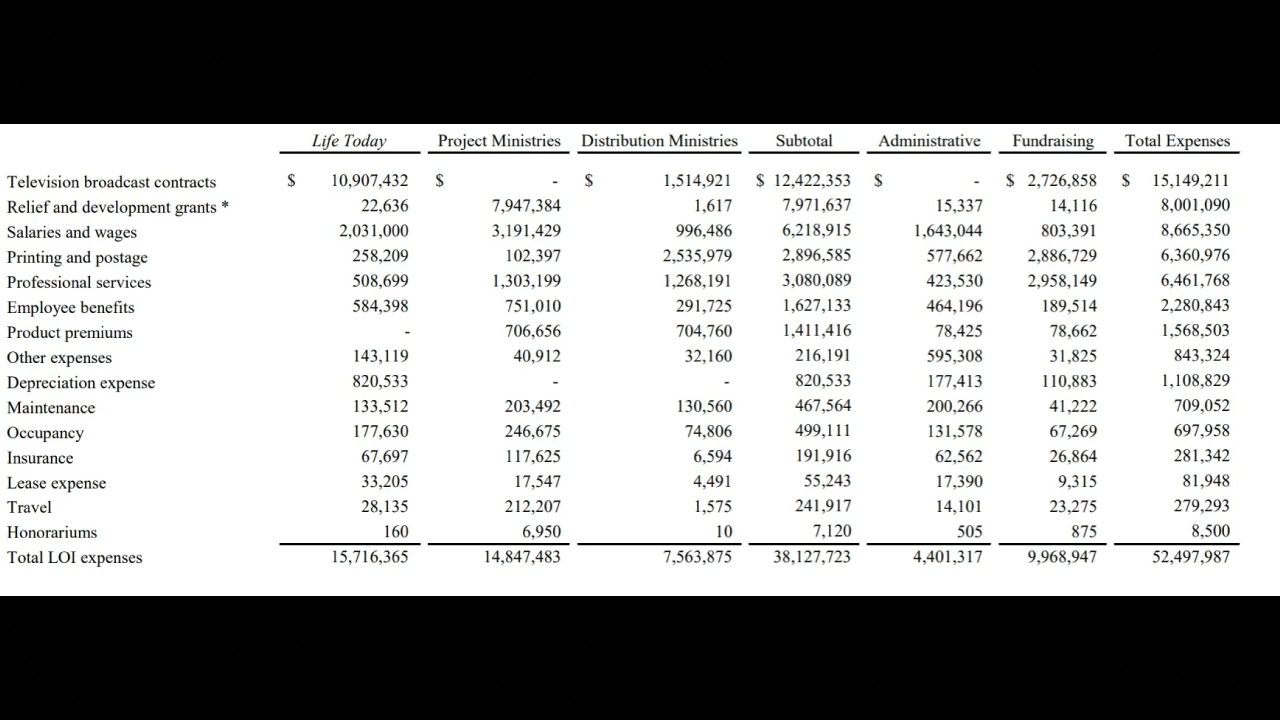 Life Today Project Ministries Distribution Ministries Subtotal Administrative Fundraising Total Expenses
Television broadcast contracts $ 10,907,432 $ - $ 1,514,921 $ 12,422,353 $ - $ 2,726,858 $ 15,149,211
Relief and development grants * 22,636 7,947,384 1,617 7,971,637 15,337 14,116 8,001,090
Salaries and wages 2,031,000 3,191,429 996,486 6,218,915 1,643,044 803,391 8,665,350
Printing and postage 258,209 102,397 2,535,979 2,896,585 577,662 2,886,729 6,360,976
Professional services 508,699 1,303,199 1,268,191 3,080,089 423,530 2,958,149 6,461,768
Employee benefits 584,398 751,010 291,725 1,627,133 464,196 189,514 2,280,843
Product premiums - 706,656 704,760 1,411,416 78,425 78,662 1,568,503
Other expenses 143,119 40,912 32,160 216,191 595,308 31,825 843,324
Depreciation expense 820,533 - - 820,533 177,413 110,883 1,108,829
Maintenance 133,512 203,492 130,560 467,564 200,266 41,222 709,052
Occupancy 177,630 246,675 74,806 499,111 131,578 67,269 697,958
Insurance 67,697 117,625 6,594 191,916 62,562 26,864 281,342
Lease expense 33,205 17,547 4,491 55,243 17,390 9,315 81,948
Travel 28,135 212,207 1,575 241,917 14,101 23,275 279,293
Honorariums 160 6,950 10 7,120 505 875 8,500
Total LOI expenses 15,716,365 14,847,483 7,563,875 38,127,723 4,401,317 9,968,947 52,497,987